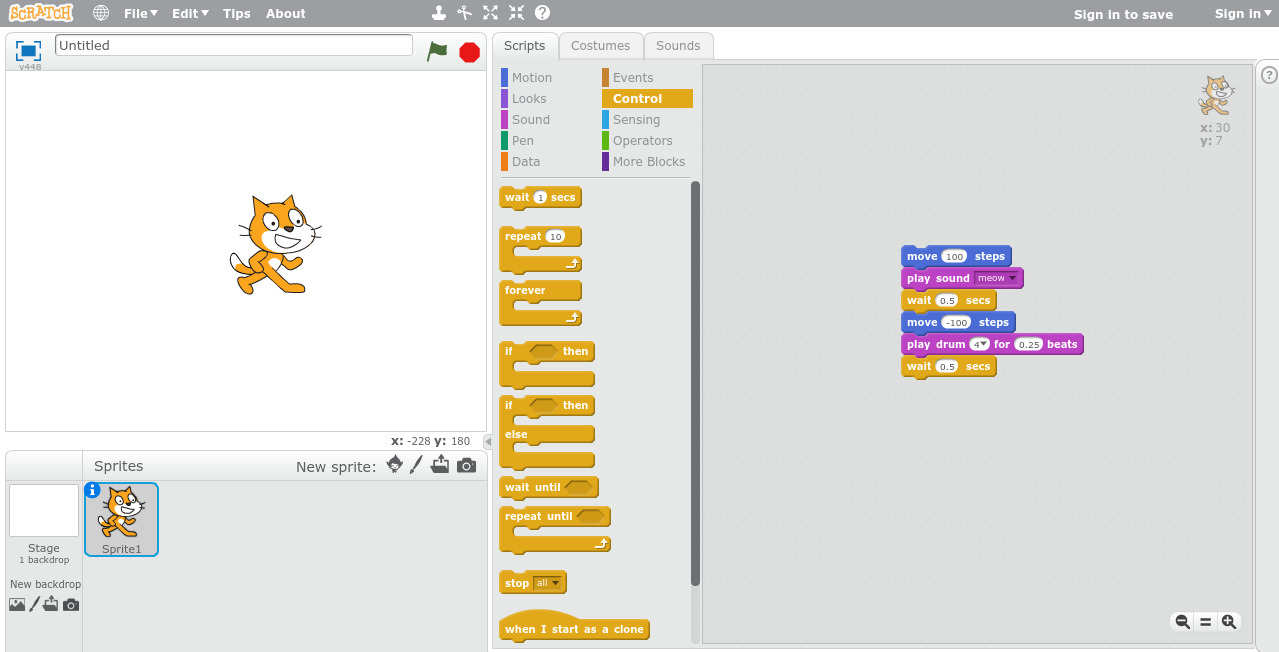 SCRATCH File Edit Tips About Sign in to save Sign in
Untitled
v448
Scripts Costumes Sounds
Motion Events
Looks Control
Sound Sensing
Pen Operators
Data More Blocks
wait 1 secs
repeat 10
forever
if then
if then
else
wait until
repeat until
stop all
when I start as a clone
x: 30
y: 7
move 100 steps
play sound meow
wait 0.5 secs
move -100 steps
play drum 4 for 0.25 beats
wait 0.5 secs
x: -228 y: 180
Sprites New sprite:
Stage
1 backdrop
New backdrop
Sprite1